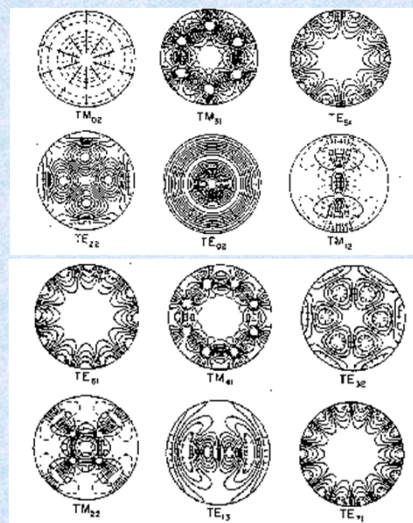 TM₀₂ TM₃₁ TE₅₁
TE₂₂ TE₀₂ TM₁₂
TE₆₁ TM₄₁ TE₃₂
TM₂₂ TE₁₃ TE₇₁